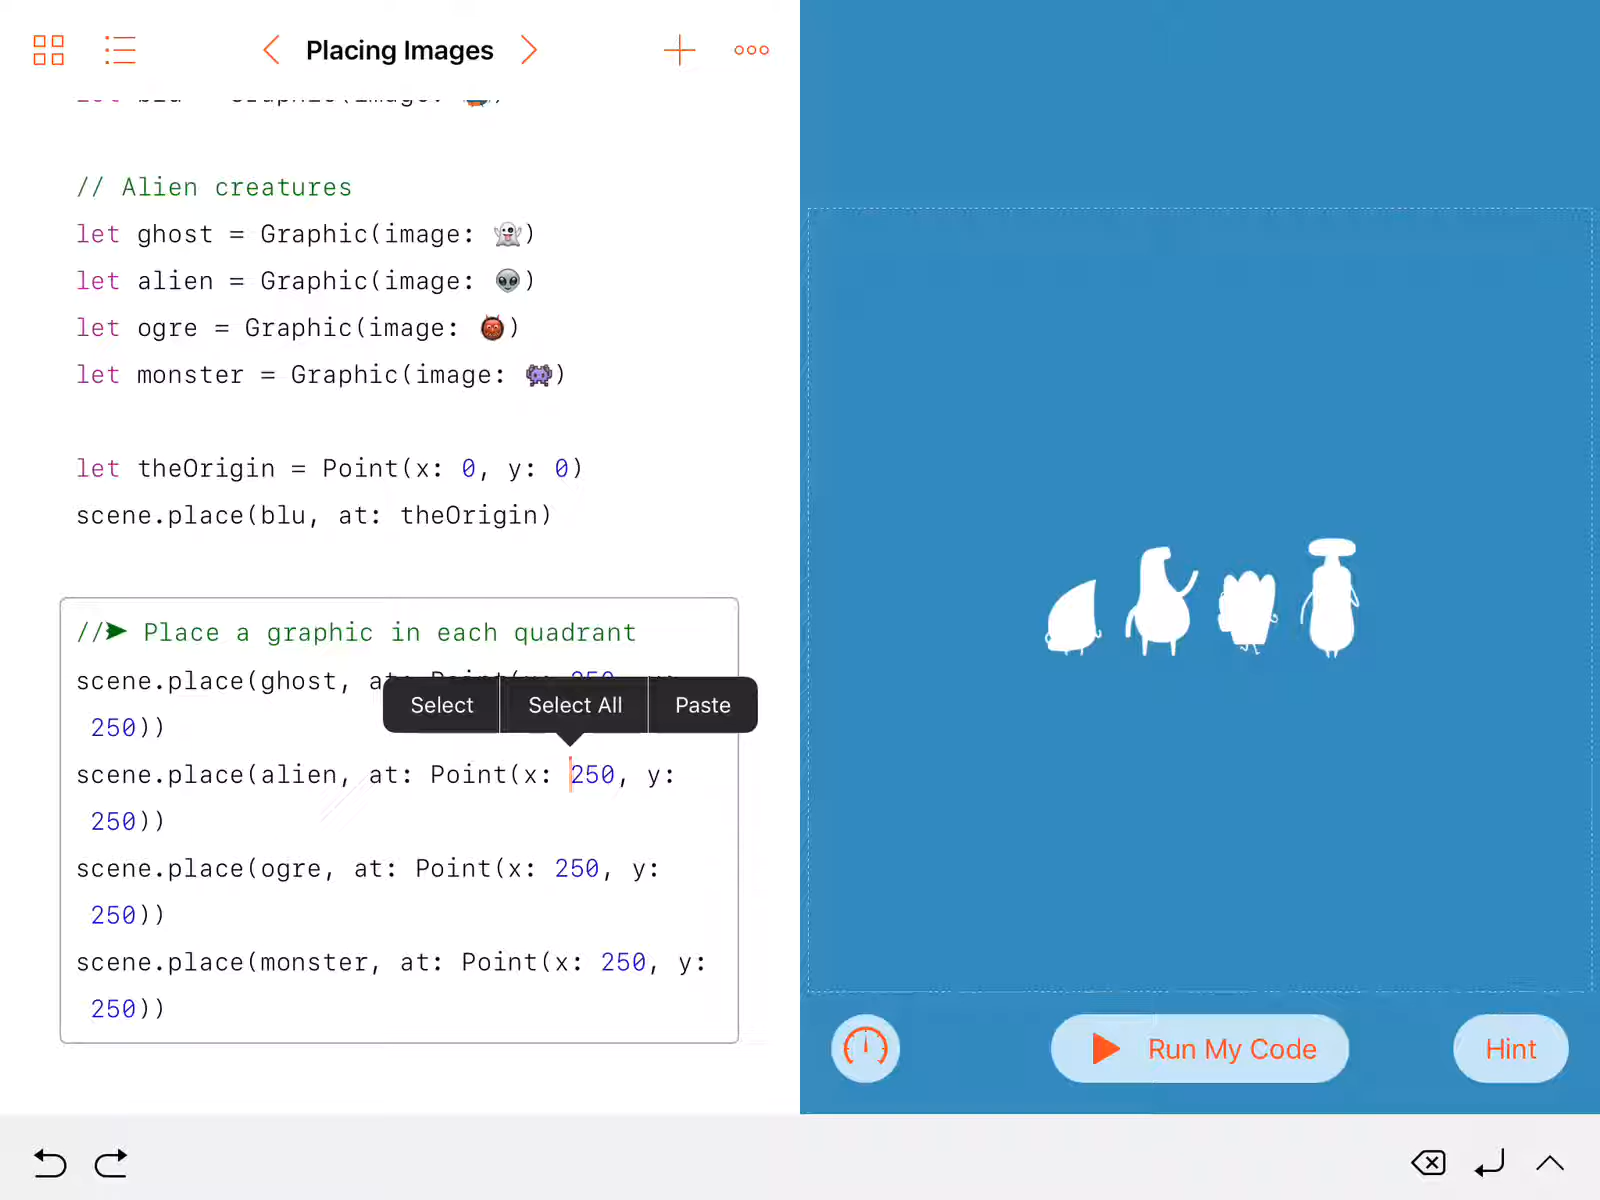 Placing Images
// Alien creatures
let ghost = Graphic(image: 👻)
let alien = Graphic(image: 👽)
let ogre = Graphic(image: 👹)
let monster = Graphic(image: 👾)
let theOrigin = Point(x: 0, y: 0)
scene.place(blu, at: theOrigin)
//➤ Place a graphic in each quadrant
scene.place(ghost, at: Point(x: 250, y:
250))
Select Select All Paste
scene.place(alien, at: Point(x: 250, y:
250))
scene.place(ogre, at: Point(x: 250, y:
250))
scene.place(monster, at: Point(x: 250, y:
250))
Run My Code
Hint